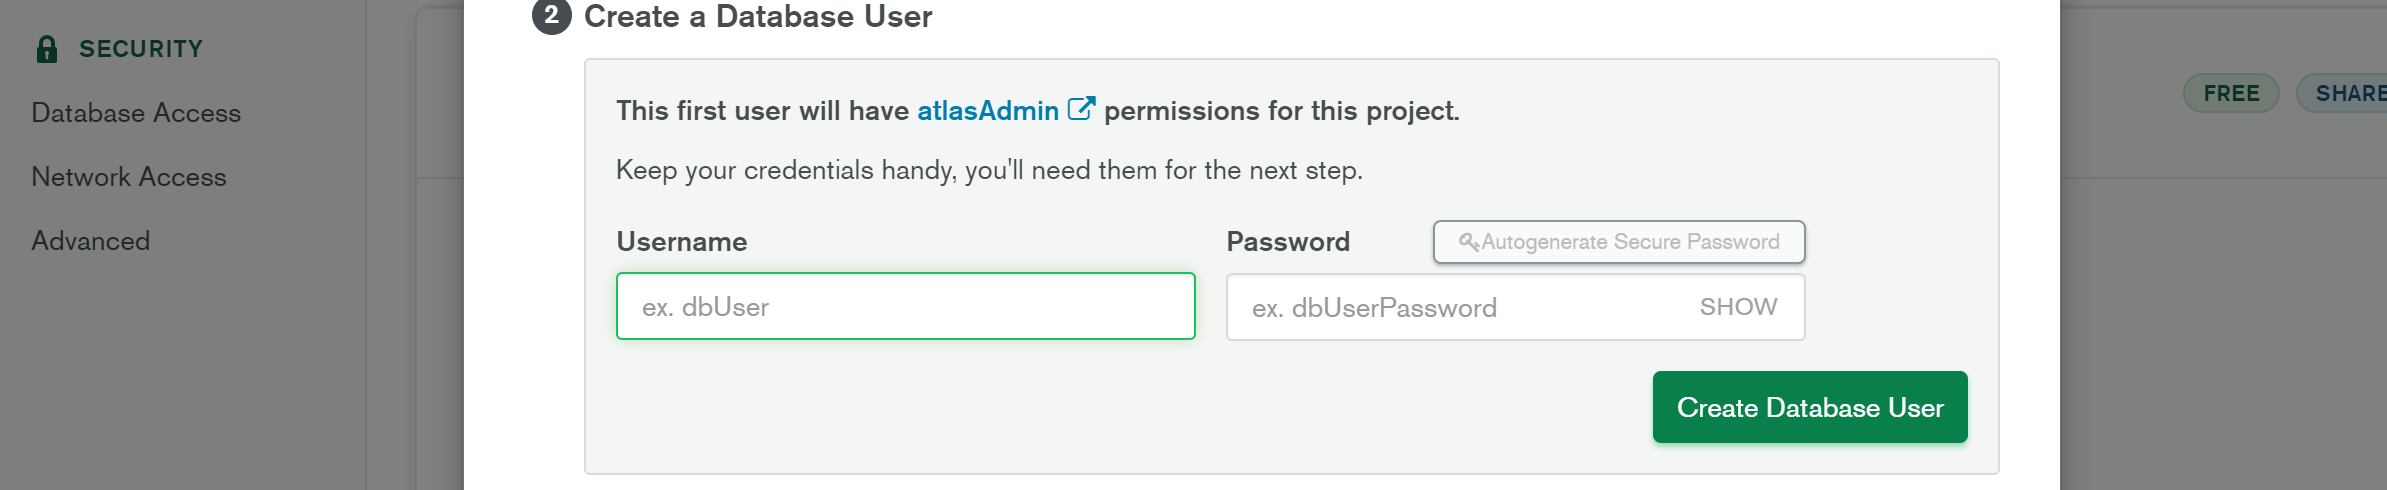 SECURITY
Database Access
Network Access
Advanced
2 Create a Database User
This first user will have atlasAdmin permissions for this project.
Keep your credentials handy, you'll need them for the next step.
Username
Password
Autogenerate Secure Password
ex. dbUser
ex. dbUserPassword
SHOW
Create Database User
FREE
SHARE